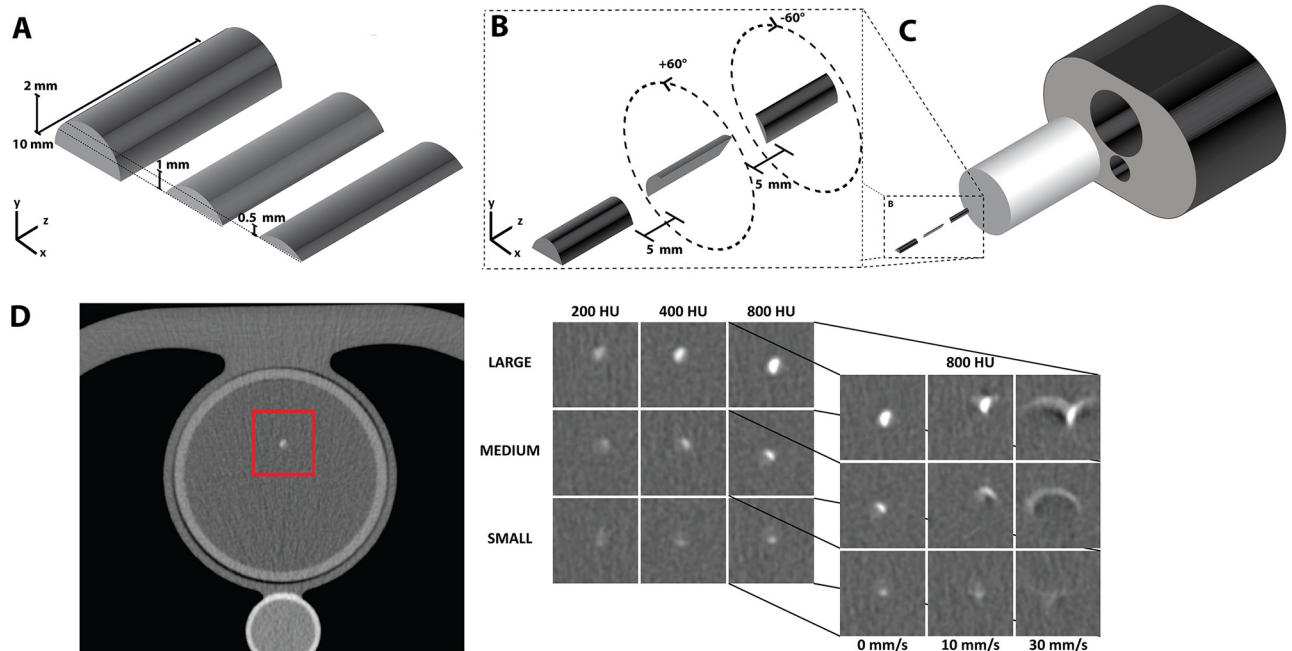 A
2 mm
10 mm
1 mm
0.5 mm
y
z
x
B
+60°
-60°
5 mm
5 mm
y
z
x
C
B
D
200 HU 400 HU 800 HU
LARGE
MEDIUM
SMALL
800 HU
0 mm/s 10 mm/s 30 mm/s